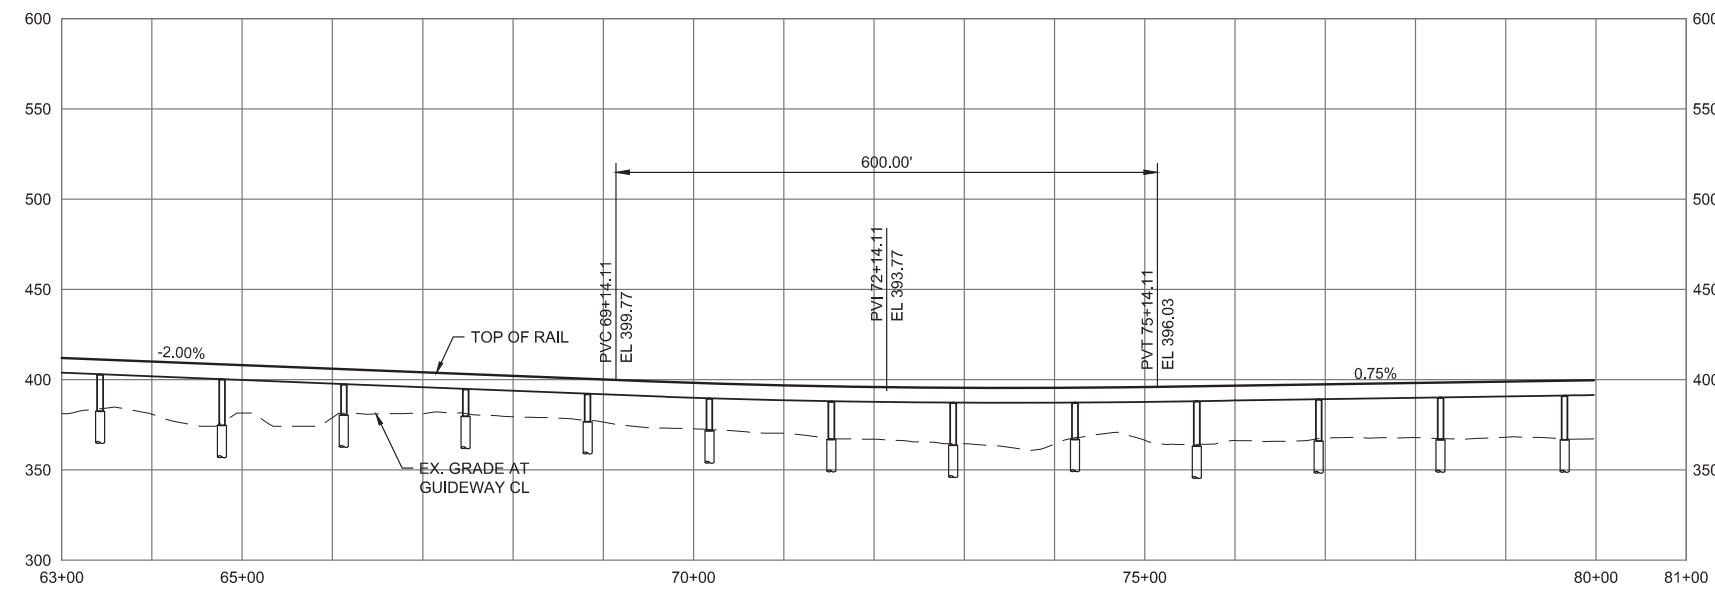 600
600
550
550
600.00'
500
500
PVC 69+14.11
EL 399.77
PVI 72+14.11
EL 393.77
PVT 75+14.11
EL 396.03
450
450
TOP OF RAIL
-2.00%
0.75%
400
400
EX. GRADE AT
GUIDEWAY CL
350
350
300
63+00 65+00 70+00 75+00 80+00 81+00